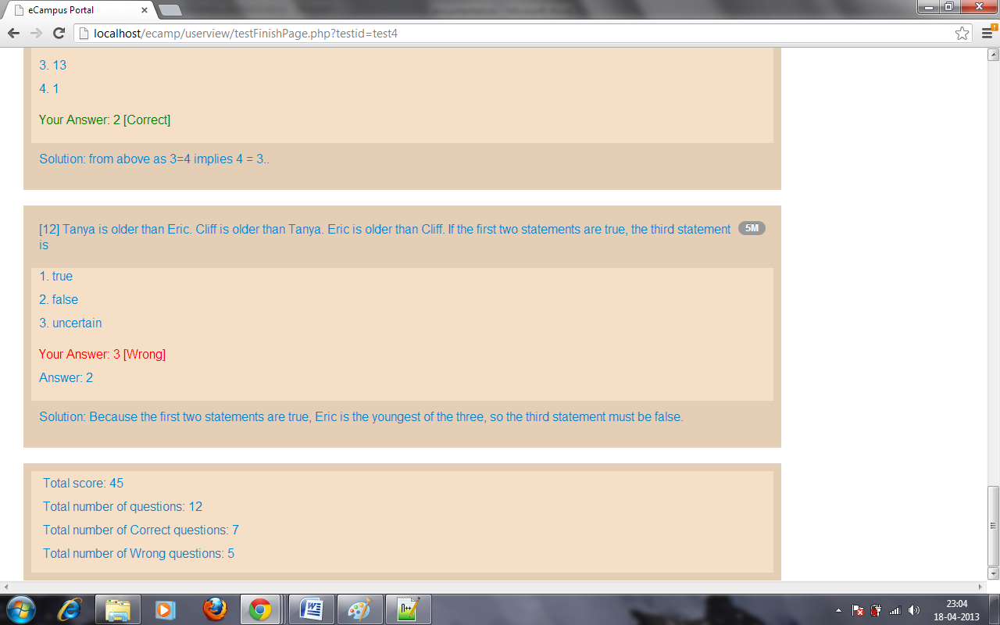 eCampus Portal
localhost/ecamp/userview/testFinishPage.php?testid=test4
3. 13
4. 1
Your Answer: 2 [Correct]
Solution: from above as 3=4 implies 4 = 3..
[12] Tanya is older than Eric. Cliff is older than Tanya. Eric is older than Cliff. If the first two statements are true, the third statement
is
5M
1. true
2. false
3. uncertain
Your Answer: 3 [Wrong]
Answer: 2
Solution: Because the first two statements are true, Eric is the youngest of the three, so the third statement must be false.
Total score: 45
Total number of questions: 12
Total number of Correct questions: 7
Total number of Wrong questions: 5
23:04
18-04-2013